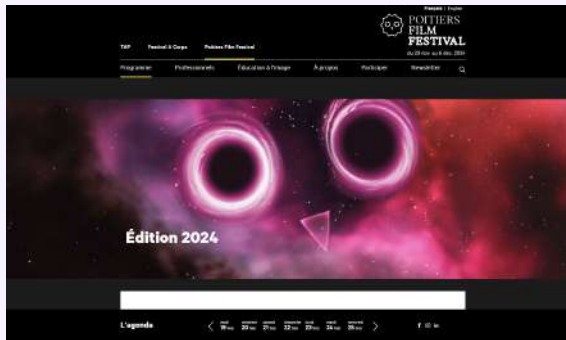 Français | English
POITIERS
FILM
FESTIVAL
TAP Festival à Corps Poitiers Film Festival
Programme Professionnels Éducation à l'image À propos Participer Newsletter
Édition 2024
L'agenda